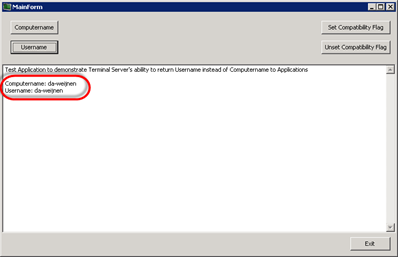 MainForm
Computername
Set Compatibility Flag
Username
Unset Compatibility Flag
Test Application to demonstrate Terminal Server's ability to return Username instead of Computername to Applications
Computername: da-weijnen
Username: da-weijnen
Exit